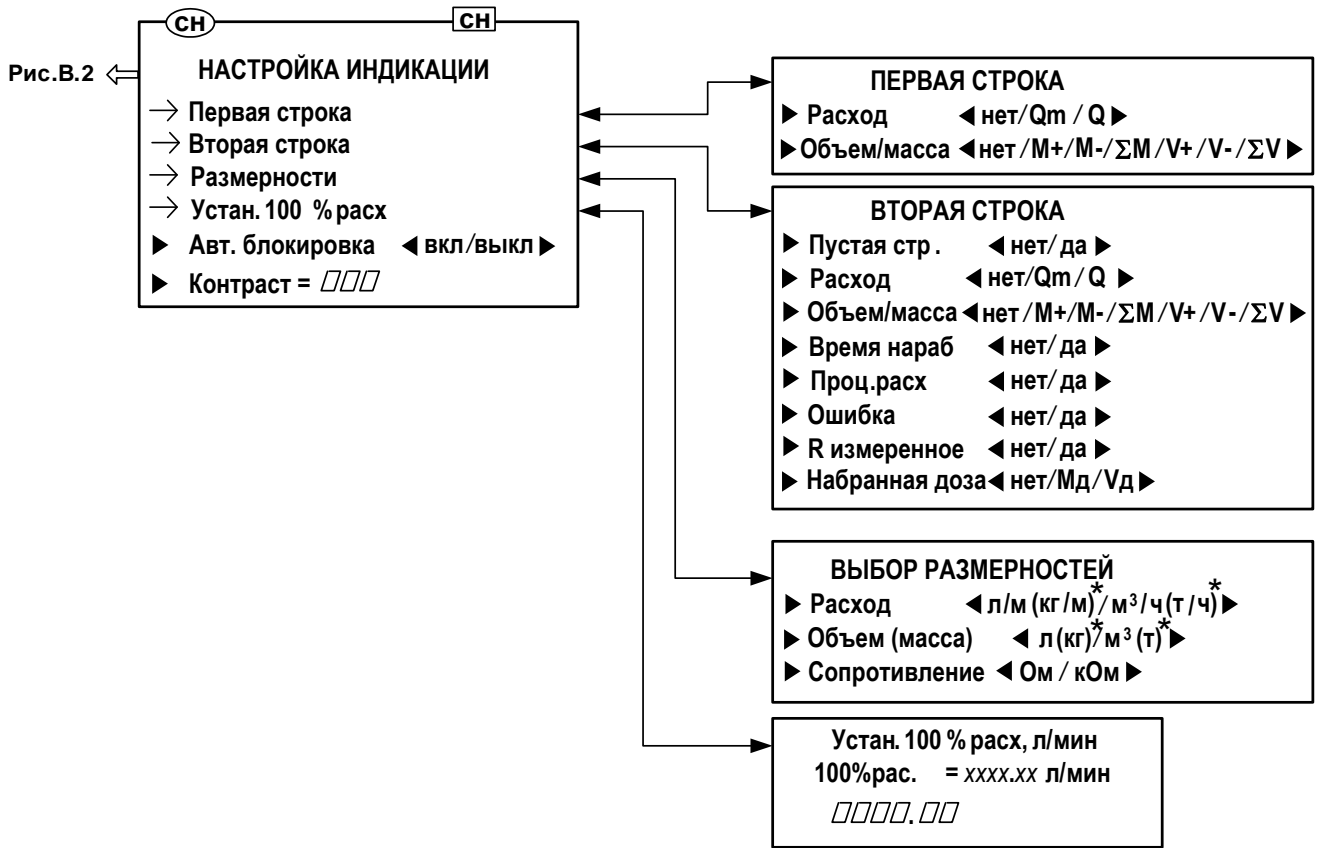 СН
СН
Рис.В.2
НАСТРОЙКА ИНДИКАЦИИ
→ Первая строка
→ Вторая строка
→ Размерности
→ Устан. 100 % расх
▶ Авт. блокировка ◀ вкл/выкл ▶
▶ Контраст = ▯▯▯
ПЕРВАЯ СТРОКА
▶ Расход ◀ нет/Qm / Q ▶
▶ Объем/масса ◀ нет /М+/М-/ΣМ /V+/V-/ΣV ▶
ВТОРАЯ СТРОКА
▶ Пустая стр. ◀ нет/ да ▶
▶ Расход ◀ нет/Qm / Q ▶
▶ Объем/масса ◀ нет /М+/М-/ΣМ /V+/V-/ΣV ▶
▶ Время нараб ◀ нет/ да ▶
▶ Проц.расх ◀ нет/ да ▶
▶ Ошибка ◀ нет/ да ▶
▶ R измеренное ◀ нет/ да ▶
▶ Набранная доза ◀ нет/Мд/Vд ▶
ВЫБОР РАЗМЕРНОСТЕЙ
▶ Расход ◀ л/м (кг/м)*/м³/ч(т/ч)* ▶
▶ Объем (масса) ◀ л(кг)*/м³(т)* ▶
▶ Сопротивление ◀ Ом / кОм ▶
Устан. 100 % расх, л/мин
100%рас. = xxxx.xx л/мин
▯▯▯▯.▯▯